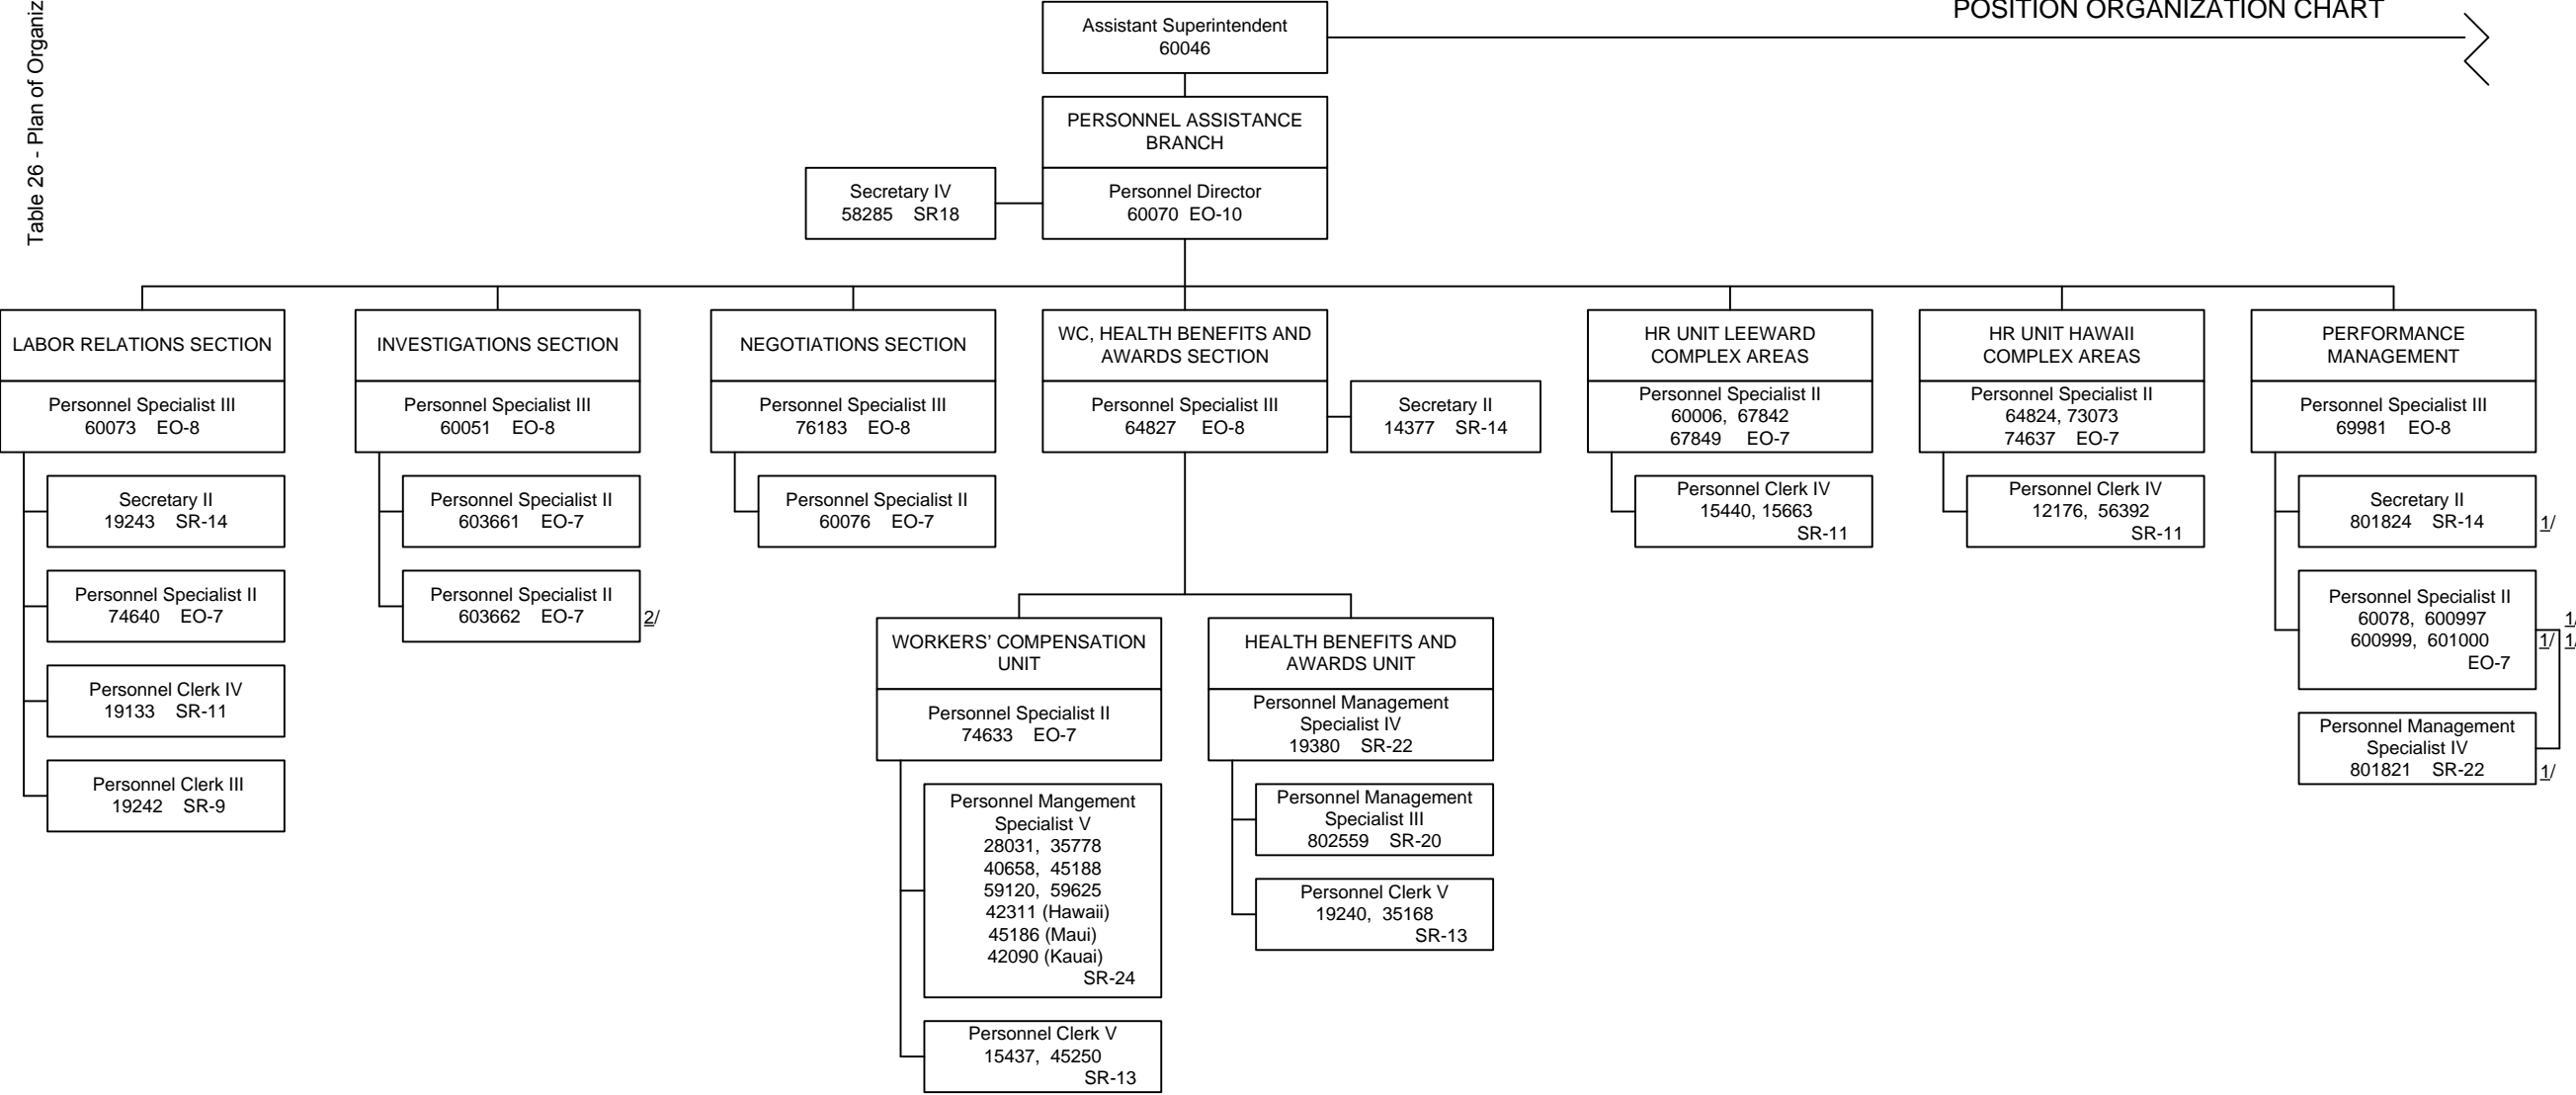 Table 26 - Plan of Organiz
POSITION ORGANIZATION CHART
Assistant Superintendent
60046
PERSONNEL ASSISTANCE
BRANCH
Personnel Director
60070 EO-10
Secretary IV
58285 SR18
LABOR RELATIONS SECTION
Personnel Specialist III
60073 EO-8
Secretary II
19243 SR-14
Personnel Specialist II
74640 EO-7
Personnel Clerk IV
19133 SR-11
Personnel Clerk III
19242 SR-9
INVESTIGATIONS SECTION
Personnel Specialist III
60051 EO-8
Personnel Specialist II
603661 EO-7
Personnel Specialist II
603662 EO-7
2/
NEGOTIATIONS SECTION
Personnel Specialist III
76183 EO-8
Personnel Specialist II
60076 EO-7
WC, HEALTH BENEFITS AND
AWARDS SECTION
Personnel Specialist III
64827 EO-8
Secretary II
14377 SR-14
WORKERS' COMPENSATION
UNIT
Personnel Specialist II
74633 EO-7
Personnel Mangement
Specialist V
28031, 35778
40658, 45188
59120, 59625
42311 (Hawaii)
45186 (Maui)
42090 (Kauai)
SR-24
Personnel Clerk V
15437, 45250
SR-13
HEALTH BENEFITS AND
AWARDS UNIT
Personnel Management
Specialist IV
19380 SR-22
Personnel Management
Specialist III
802559 SR-20
Personnel Clerk V
19240, 35168
SR-13
HR UNIT LEEWARD
COMPLEX AREAS
Personnel Specialist II
60006, 67842
67849 EO-7
Personnel Clerk IV
15440, 15663
SR-11
HR UNIT HAWAII
COMPLEX AREAS
Personnel Specialist II
64824, 73073
74637 EO-7
Personnel Clerk IV
12176, 56392
SR-11
PERFORMANCE
MANAGEMENT
Personnel Specialist III
69981 EO-8
Secretary II
801824 SR-14
1/
Personnel Specialist II
60078, 600997
600999, 601000
EO-7
1/
1/ 1/
Personnel Management
Specialist IV
801821 SR-22
1/